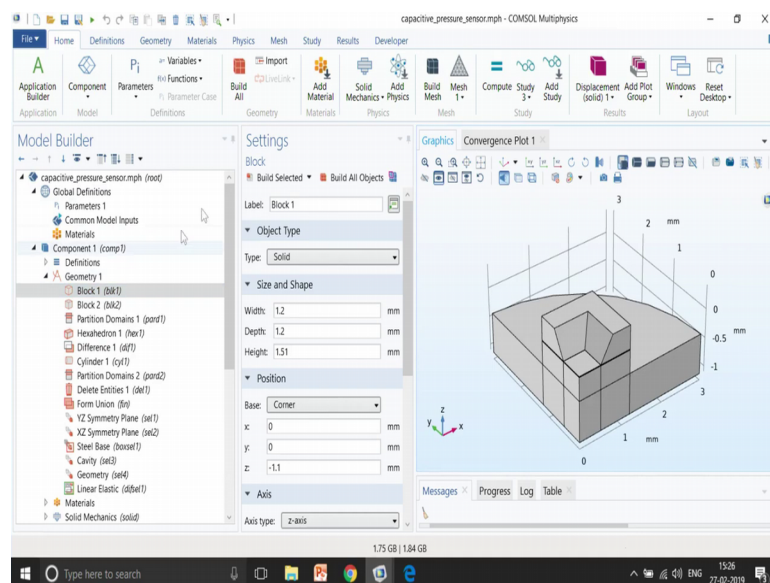 capacitive_pressure_sensor.mph - COMSOL Multiphysics
File Home Definitions Geometry Materials Physics Mesh Study Results Developer
Application Builder
Component
Pi
Parameters
a= Variables
f(x) Functions
Pi Parameter Case
Build All
Import
LiveLink
Add Material
Solid Mechanics
Add Physics
Build Mesh
Mesh 1
Compute
Study 3
Add Study
Displacement (solid) 1
Add Plot Group
Windows
Reset Desktop
Application Model Definitions Geometry Materials Physics Mesh Study Results Layout
Model Builder
capacitive_pressure_sensor.mph (root)
Global Definitions
Pi Parameters 1
Common Model Inputs
Materials
Component 1 (comp1)
Definitions
Geometry 1
Block 1 (blk1)
Block 2 (blk2)
Partition Domains 1 (pard1)
Hexahedron 1 (hex1)
Difference 1 (dif1)
Cylinder 1 (cyl1)
Partition Domains 2 (pard2)
Delete Entities 1 (del1)
Form Union (fin)
YZ Symmetry Plane (sel1)
XZ Symmetry Plane (sel2)
Steel Base (boxsel1)
Cavity (sel3)
Geometry (sel4)
Linear Elastic (difsel1)
Materials
Solid Mechanics (solid)
Settings
Block
Build Selected Build All Objects
Label: Block 1
Object Type
Type: Solid
Size and Shape
Width: 1.2 mm
Depth: 1.2 mm
Height: 1.51 mm
Position
Base: Corner
x: 0 mm
y: 0 mm
z: -1.1 mm
Axis
Axis type: z-axis
Graphics Convergence Plot 1
3
2 mm
1
0
0
-0.5 mm
-1
3
2
1 mm
0
z
y x
Messages Progress Log Table
1.75 GB | 1.84 GB
Type here to search
ENG
15:26
27-02-2019